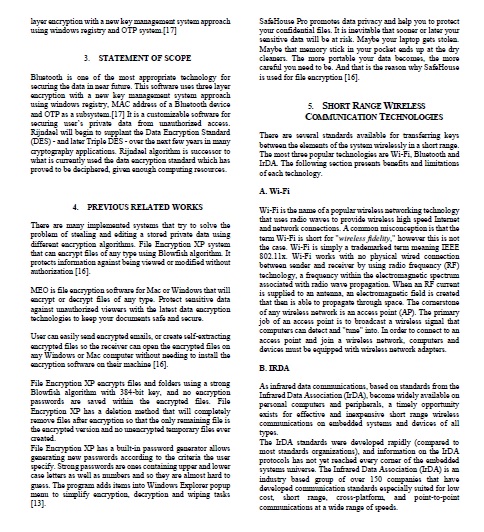 layer encryption with a new key management system approach
using windows registry and OTP system.[17]
3. STATEMENT OF SCOPE
Bluetooth is one of the most appropriate technology for
securing the data in near future. This software uses three layer
encryption with a new key management system approach
using windows registry, MAC address of a Bluetooth device
and OTP as a subsystem.[17] It is a customizable software for
securing user's private data from unauthorized access.
Rijndael will begin to supplant the Data Encryption Standard
(DES) - and later Triple DES - over the next few years in many
cryptography applications. Rijndael algorithm is successor to
what is currently used the data encryption standard which has
proved to be deciphered, given enough computing resources.
4. PREVIOUS RELATED WORKS
There are many implemented systems that try to solve the
problem of stealing and editing a stored private data using
different encryption algorithms. File Encryption XP system
that can encrypt files of any type using Blowfish algorithm. It
protects information against being viewed or modified without
authorization [16].
MEO is file encryption software for Mac or Windows that will
encrypt or decrypt files of any type. Protect sensitive data
against unauthorized viewers with the latest data encryption
technologies to keep your documents safe and secure.
User can easily send encrypted emails, or create self-extracting
encrypted files so the receiver can open the encrypted files on
any Windows or Mac computer without needing to install the
encryption software on their machine [16].
File Encryption XP encrypts files and folders using a strong
Blowfish algorithm with 384-bit key, and no encryption
passwords are saved within the encrypted files. File
Encryption XP has a deletion method that will completely
remove files after encryption so that the only remaining file is
the encrypted version and no unencrypted temporary files ever
created.
File Encryption XP has a built-in password generator allows
generating new passwords according to the criteria the user
specify. Strong passwords are ones containing upper and lower
case letters as well as numbers and so they are almost hard to
guess. The program adds items into Windows Explorer popup
menu to simplify encryption, decryption and wiping tasks
[13].
SafeHouse Pro promotes data privacy and help you to protect
your confidential files. It is inevitable that sooner or later your
sensitive data will be at risk. Maybe your laptop gets stolen.
Maybe that memory stick in your pocket ends up at the dry
cleaners. The more portable your data becomes, the more
careful you need to be. And that is the reason why SafeHouse
is used for file encryption [16].
5. SHORT RANGE WIRELESS
COMMUNICATION TECHNOLOGIES
There are several standards available for transferring keys
between the elements of the system wirelessly in a short range.
The most three popular technologies are Wi-Fi, Bluetooth and
IrDA. The following section presents benefits and limitations
of each technology.
A. Wi-Fi
Wi-Fi is the name of a popular wireless networking technology
that uses radio waves to provide wireless high speed Internet
and network connections. A common misconception is that the
term Wi-Fi is short for "wireless fidelity," however this is not
the case. Wi-Fi is simply a trademarked term meaning IEEE
802.11x. Wi-Fi works with no physical wired connection
between sender and receiver by using radio frequency (RF)
technology, a frequency within the electromagnetic spectrum
associated with radio wave propagation. When an RF current
is supplied to an antenna, an electromagnetic field is created
that then is able to propagate through space. The cornerstone
of any wireless network is an access point (AP). The primary
job of an access point is to broadcast a wireless signal that
computers can detect and "tune" into. In order to connect to an
access point and join a wireless network, computers and
devices must be equipped with wireless network adapters.
B. IRDA
As infrared data communications, based on standards from the
Infrared Data Association (IrDA), become widely available on
personal computers and peripherals, a timely opportunity
exists for effective and inexpensive short range wireless
communications on embedded systems and devices of all
types.
The IrDA standards were developed rapidly (compared to
most standards organizations), and information on the IrDA
protocols has not yet reached every corner of the embedded
systems universe. The Infrared Data Association (IrDA) is an
industry based group of over 150 companies that have
developed communication standards especially suited for low
cost, short range, cross-platform, and point-to-point
communications at a wide range of speeds.